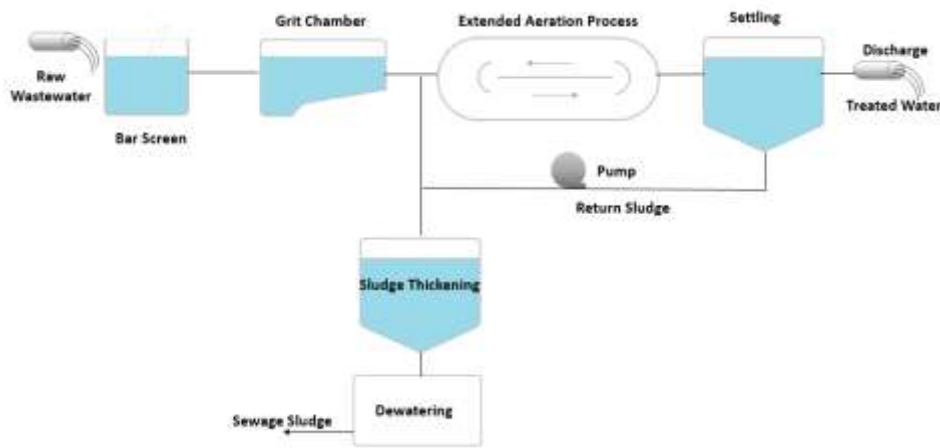 Grit Chamber
Extended Aeration Process
Settling
Discharge
Raw
Wastewater
Treated Water
Bar Screen
Pump
Return Sludge
Sludge Thickening
Dewatering
Sewage Sludge